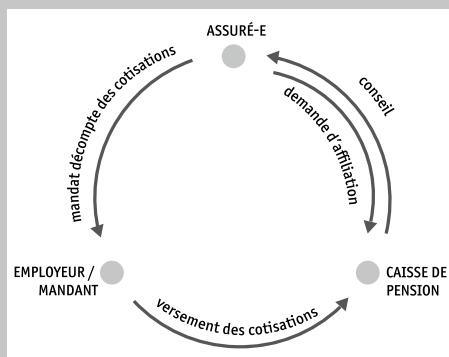 ASSURÉ-E
mandat décompte des cotisations
demande d'affiliation
conseil
EMPLOYEUR /
MANDANT
CAISSE DE
PENSION
versement des cotisations